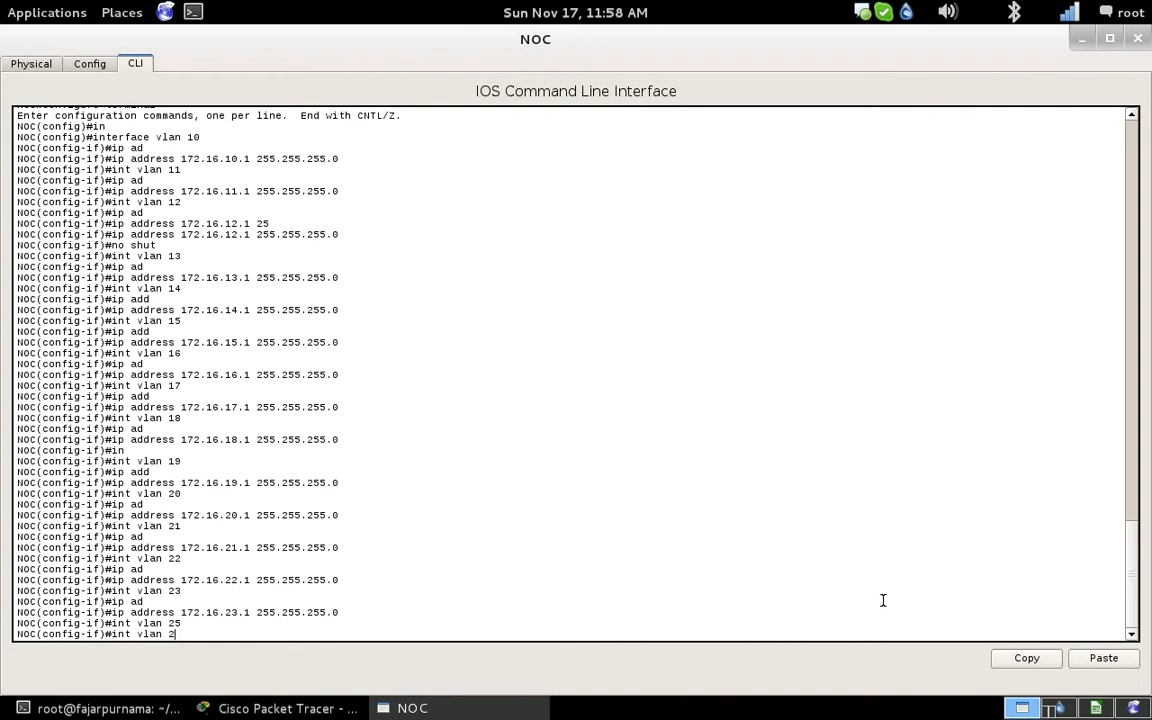 Applications Places Sun Nov 17, 11:58 AM root
NOC
Physical Config CLI
IOS Command Line Interface
Enter configuration commands, one per line.  End with CNTL/Z.
NOC(config)#in
NOC(config)#interface vlan 10
NOC(config-if)#ip ad
NOC(config-if)#ip address 172.16.10.1 255.255.255.0
NOC(config-if)#int vlan 11
NOC(config-if)#ip ad
NOC(config-if)#ip address 172.16.11.1 255.255.255.0
NOC(config-if)#int vlan 12
NOC(config-if)#ip ad
NOC(config-if)#ip address 172.16.12.1 25
NOC(config-if)#ip address 172.16.12.1 255.255.255.0
NOC(config-if)#no shut
NOC(config-if)#int vlan 13
NOC(config-if)#ip ad
NOC(config-if)#ip address 172.16.13.1 255.255.255.0
NOC(config-if)#int vlan 14
NOC(config-if)#ip add
NOC(config-if)#ip address 172.16.14.1 255.255.255.0
NOC(config-if)#int vlan 15
NOC(config-if)#ip add
NOC(config-if)#ip address 172.16.15.1 255.255.255.0
NOC(config-if)#int vlan 16
NOC(config-if)#ip ad
NOC(config-if)#ip address 172.16.16.1 255.255.255.0
NOC(config-if)#int vlan 17
NOC(config-if)#ip add
NOC(config-if)#ip address 172.16.17.1 255.255.255.0
NOC(config-if)#int vlan 18
NOC(config-if)#ip ad
NOC(config-if)#ip address 172.16.18.1 255.255.255.0
NOC(config-if)#in
NOC(config-if)#int vlan 19
NOC(config-if)#ip add
NOC(config-if)#ip address 172.16.19.1 255.255.255.0
NOC(config-if)#int vlan 20
NOC(config-if)#ip ad
NOC(config-if)#ip address 172.16.20.1 255.255.255.0
NOC(config-if)#int vlan 21
NOC(config-if)#ip ad
NOC(config-if)#ip address 172.16.21.1 255.255.255.0
NOC(config-if)#int vlan 22
NOC(config-if)#ip ad
NOC(config-if)#ip address 172.16.22.1 255.255.255.0
NOC(config-if)#int vlan 23
NOC(config-if)#ip ad
NOC(config-if)#ip address 172.16.23.1 255.255.255.0
NOC(config-if)#int vlan 25
NOC(config-if)#int vlan 2
Copy Paste
root@fajarpurnama: ~/... Cisco Packet Tracer - ... NOC